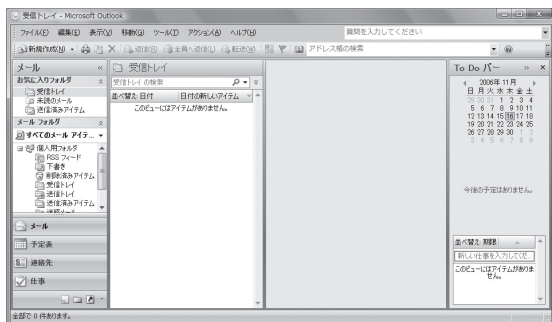 受信トレイ - Microsoft Outlook
ファイル(F) 編集(E) 表示(V) 移動(G) ツール(T) アクション(A) ヘルプ(H) 質問を入力してください
新規作成(N) 返信(R) 全員へ返信(L) 転送(W) アドレス帳の検索
メール
お気に入りフォルダ
受信トレイ
未読のメール
送信済みアイテム
メール フォルダ
すべてのメール アイテ...
個人用フォルダ
RSS フィード
下書き
削除済みアイテム
受信トレイ
送信トレイ
送信済みアイテム
迷惑メール
メール
予定表
連絡先
仕事
受信トレイ
受信トレイ の検索
並べ替え: 日付 日付の新しいアイテム
このビューにはアイテムがありません。
To Do バー
2006年 11月
日 月 火 水 木 金 土
29 30 31 1 2 3 4
5 6 7 8 9 10 11
12 13 14 15 16 17 18
19 20 21 22 23 24 25
26 27 28 29 30 1 2
3 4 5 6 7 8 9
今後の予定はありません。
並べ替え: 期限
新しい仕事を入力してくだ...
このビューにはアイテムがありま
せん。
全部で 0 件あります。